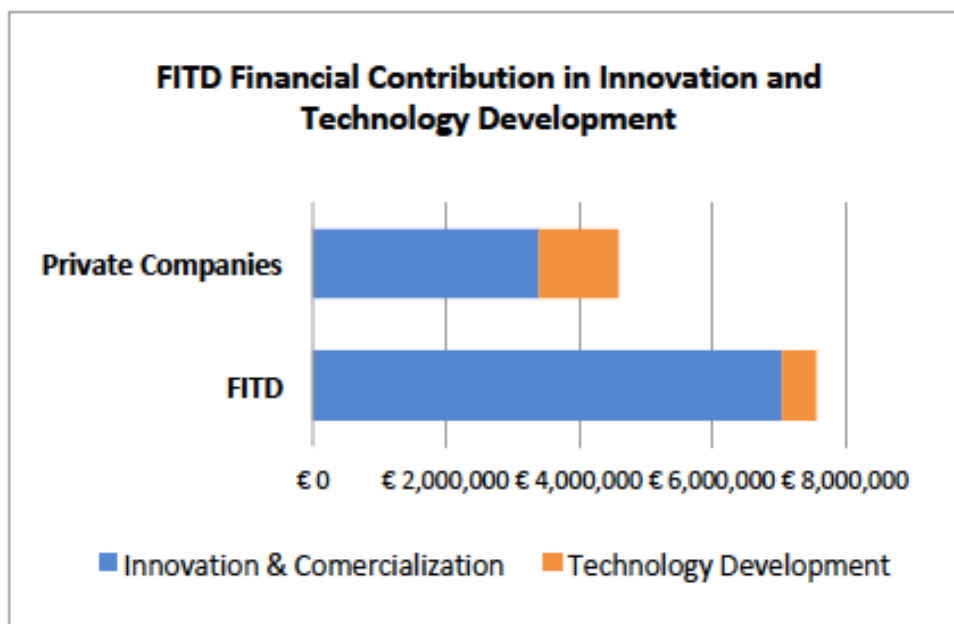 FITD Financial Contribution in Innovation and
Technology Development
Private Companies
FITD
€ 0 € 2,000,000 € 4,000,000 € 6,000,000 € 8,000,000
Innovation & Comercialization Technology Development